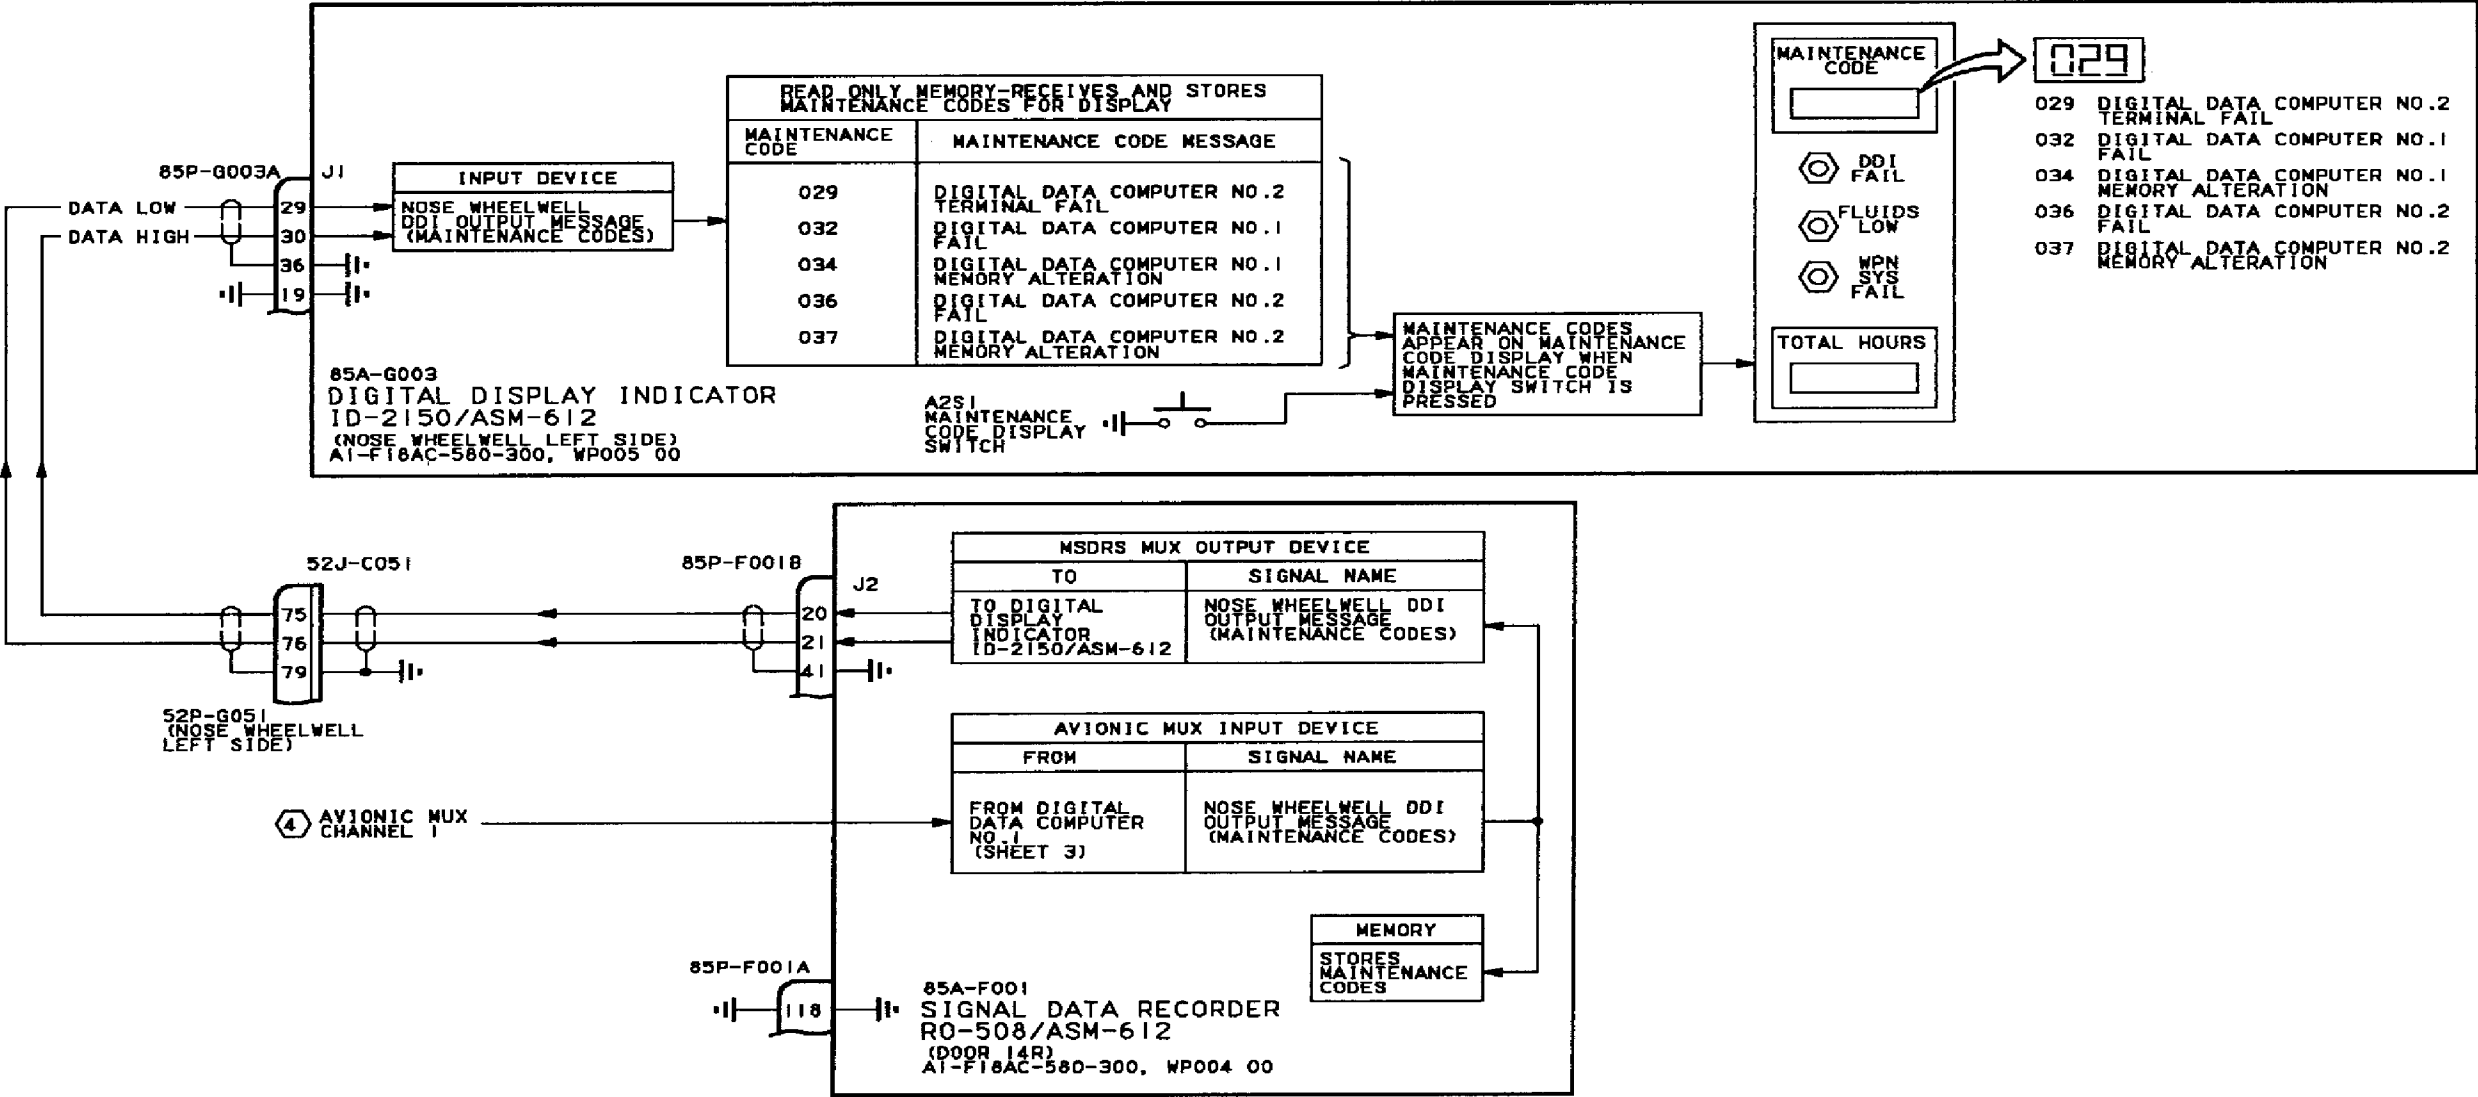 READ ONLY MEMORY-RECEIVES AND STORES
MAINTENANCE CODES FOR DISPLAY
MAINTENANCE
CODE
MAINTENANCE CODE MESSAGE
029
DIGITAL DATA COMPUTER NO.2
TERMINAL FAIL
032
DIGITAL DATA COMPUTER NO.1
FAIL
034
DIGITAL DATA COMPUTER NO.1
MEMORY ALTERATION
036
DIGITAL DATA COMPUTER NO.2
FAIL
037
DIGITAL DATA COMPUTER NO.2
MEMORY ALTERATION
85P-G003A
J1
DATA LOW
DATA HIGH
29
30
36
19
INPUT DEVICE
NOSE WHEELWELL
DDI OUTPUT MESSAGE
(MAINTENANCE CODES)
85A-G003
DIGITAL DISPLAY INDICATOR
ID-2150/ASM-612
(NOSE WHEELWELL LEFT SIDE)
A1-F18AC-580-300, WP005 00
A2S1
MAINTENANCE
CODE DISPLAY
SWITCH
MAINTENANCE CODES
APPEAR ON MAINTENANCE
CODE DISPLAY WHEN
MAINTENANCE CODE
DISPLAY SWITCH IS
PRESSED
MAINTENANCE
CODE
DDI
FAIL
FLUIDS
LOW
WPN
SYS
FAIL
TOTAL HOURS
029
029 DIGITAL DATA COMPUTER NO.2
TERMINAL FAIL
032 DIGITAL DATA COMPUTER NO.1
FAIL
034 DIGITAL DATA COMPUTER NO.1
MEMORY ALTERATION
036 DIGITAL DATA COMPUTER NO.2
FAIL
037 DIGITAL DATA COMPUTER NO.2
MEMORY ALTERATION
52J-C051
75
76
79
52P-G051
(NOSE WHEELWELL
LEFT SIDE)
85P-F001B
J2
20
21
41
MSDRS MUX OUTPUT DEVICE
TO
SIGNAL NAME
TO DIGITAL
DISPLAY
INDICATOR
ID-2150/ASM-612
NOSE WHEELWELL DDI
OUTPUT MESSAGE
(MAINTENANCE CODES)
AVIONIC MUX INPUT DEVICE
FROM
SIGNAL NAME
FROM DIGITAL
DATA COMPUTER
NO.1
(SHEET 3)
NOSE WHEELWELL DDI
OUTPUT MESSAGE
(MAINTENANCE CODES)
4 AVIONIC MUX
CHANNEL 1
MEMORY
STORES
MAINTENANCE
CODES
85P-F001A
118
85A-F001
SIGNAL DATA RECORDER
RO-508/ASM-612
(DOOR 14R)
A1-F18AC-580-300, WP004 00